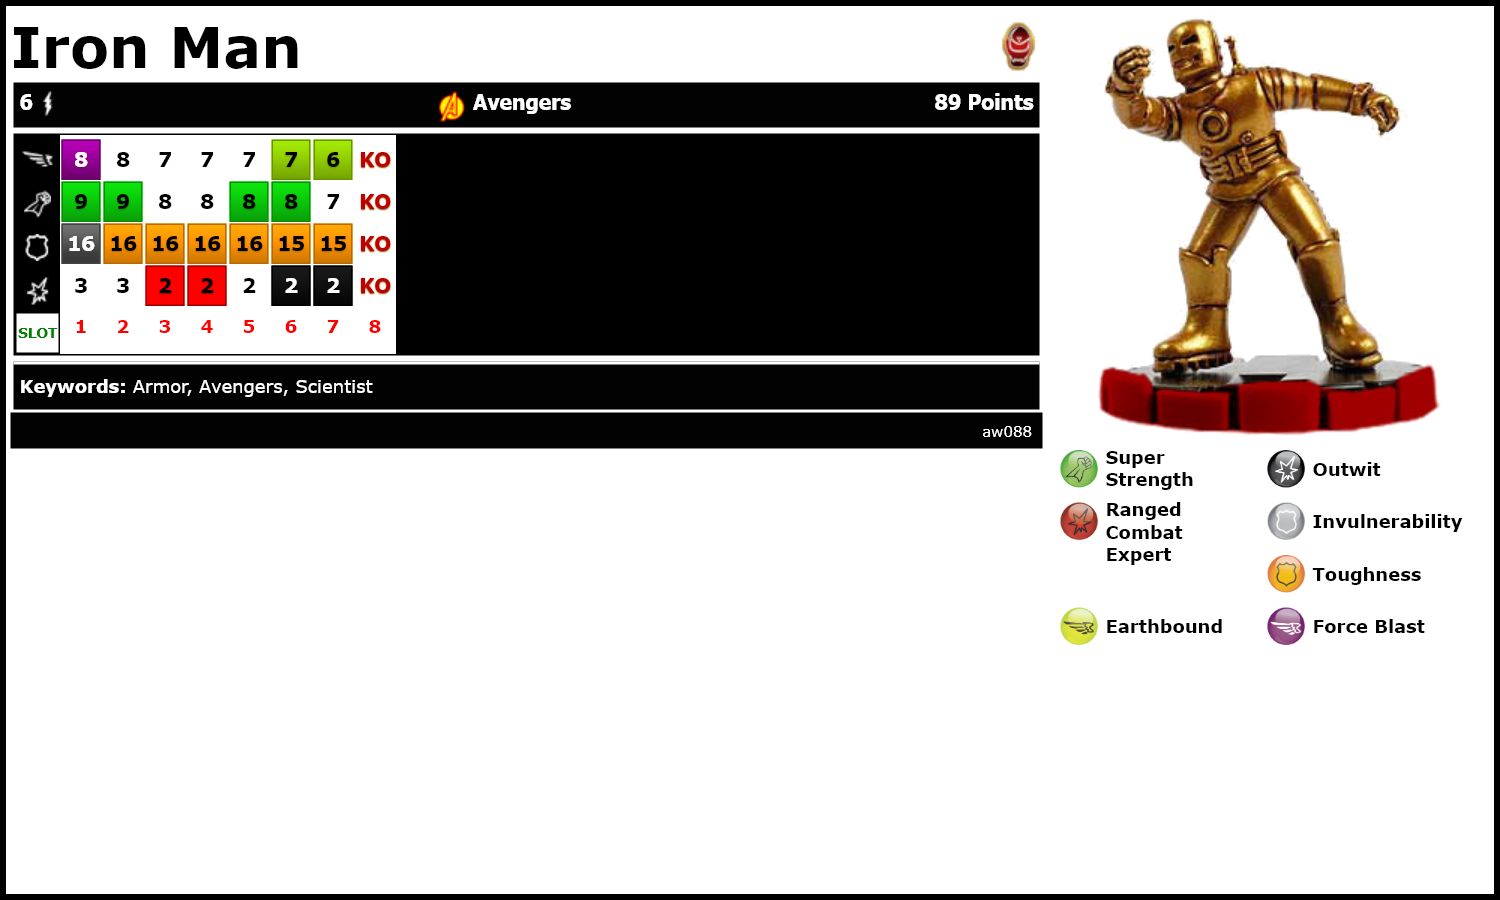 Iron Man
6 Avengers 89 Points
8 8 7 7 7 7 6 KO
9 9 8 8 8 8 7 KO
16 16 16 16 16 15 15 KO
3 3 2 2 2 2 2 KO
SLOT 1 2 3 4 5 6 7 8
Keywords: Armor, Avengers, Scientist
aw088
Super
Strength
Outwit
Ranged
Combat
Expert
Invulnerability
Toughness
Earthbound
Force Blast